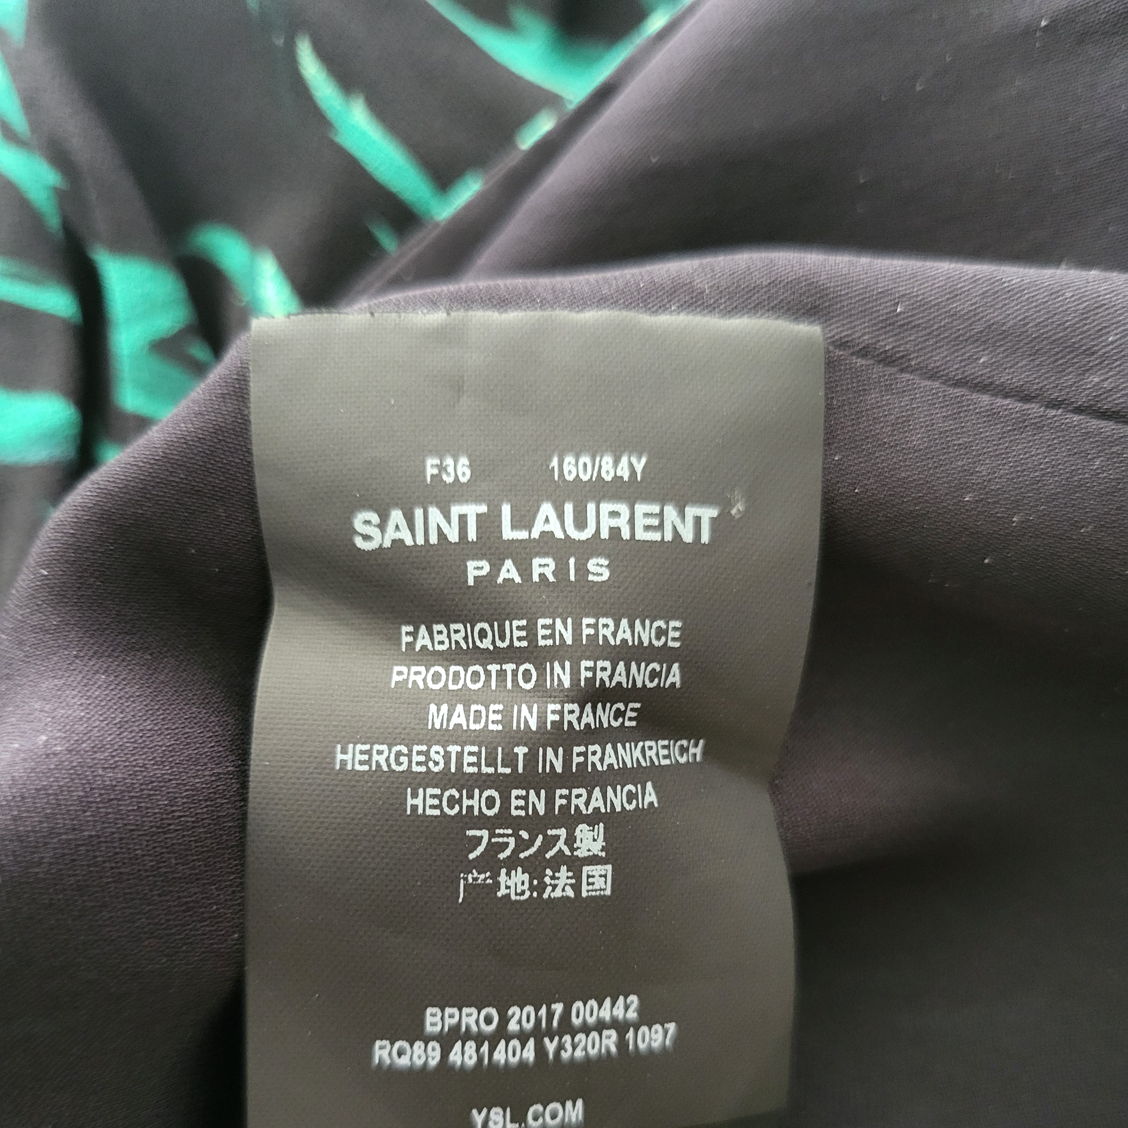 F36 160/84Y
SAINT LAURENT
PARIS
FABRIQUE EN FRANCE
PRODOTTO IN FRANCIA
MADE IN FRANCE
HERGESTELLT IN FRANKREICH
HECHO EN FRANCIA
フランス製
产地:法国
BPRO 2017 00442
RQ89 481404 Y320R 1097
YSL.COM